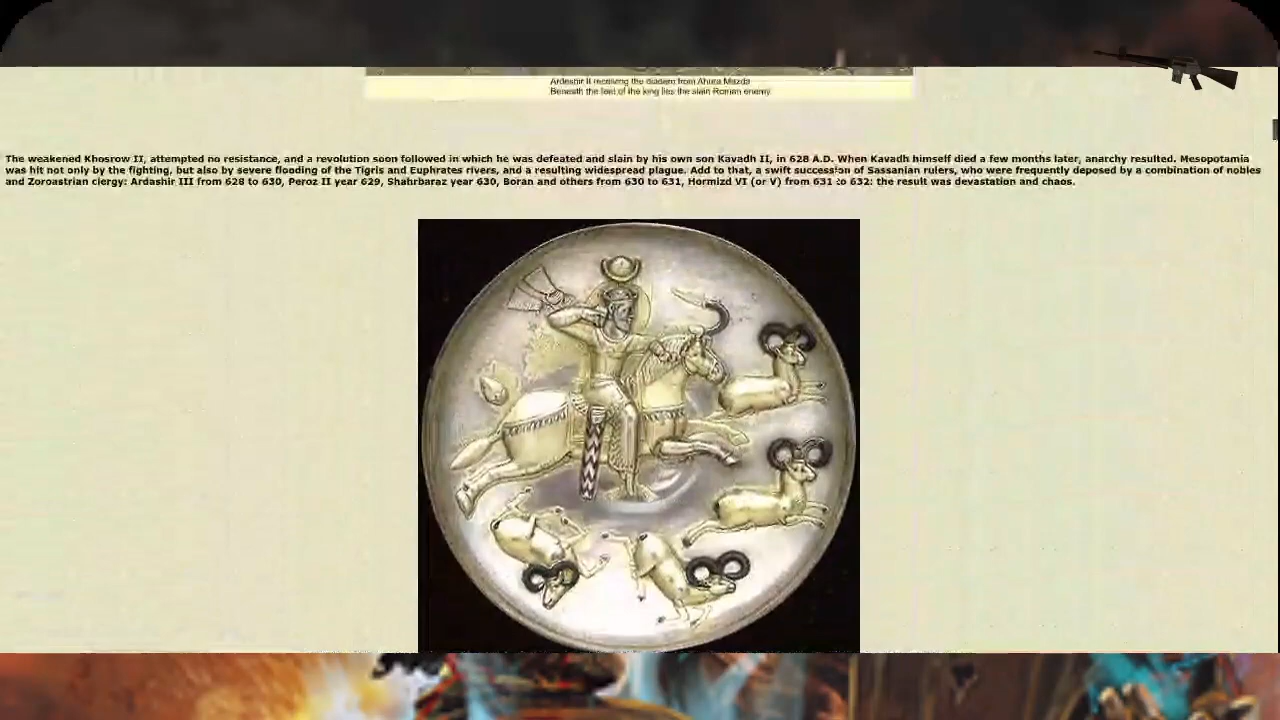 Ardeshir II receiving the diadem from Ahura Mazda
Beneath the feet of the king lies the slain Roman enemy
The weakened Khosrow II, attempted no resistance, and a revolution soon followed in which he was defeated and slain by his own son Kavadh II, in 628 A.D. When Kavadh himself died a few months later, anarchy resulted. Mesopotamia
was hit not only by the fighting, but also by severe flooding of the Tigris and Euphrates rivers, and a resulting widespread plague. Add to that, a swift succession of Sassanian rulers, who were frequently deposed by a combination of nobles
and Zoroastrian clergy: Ardashir III from 628 to 630, Peroz II year 629, Shahrbaraz year 630, Boran and others from 630 to 631, Hormizd VI (or V) from 631 to 632: the result was devastation and chaos.